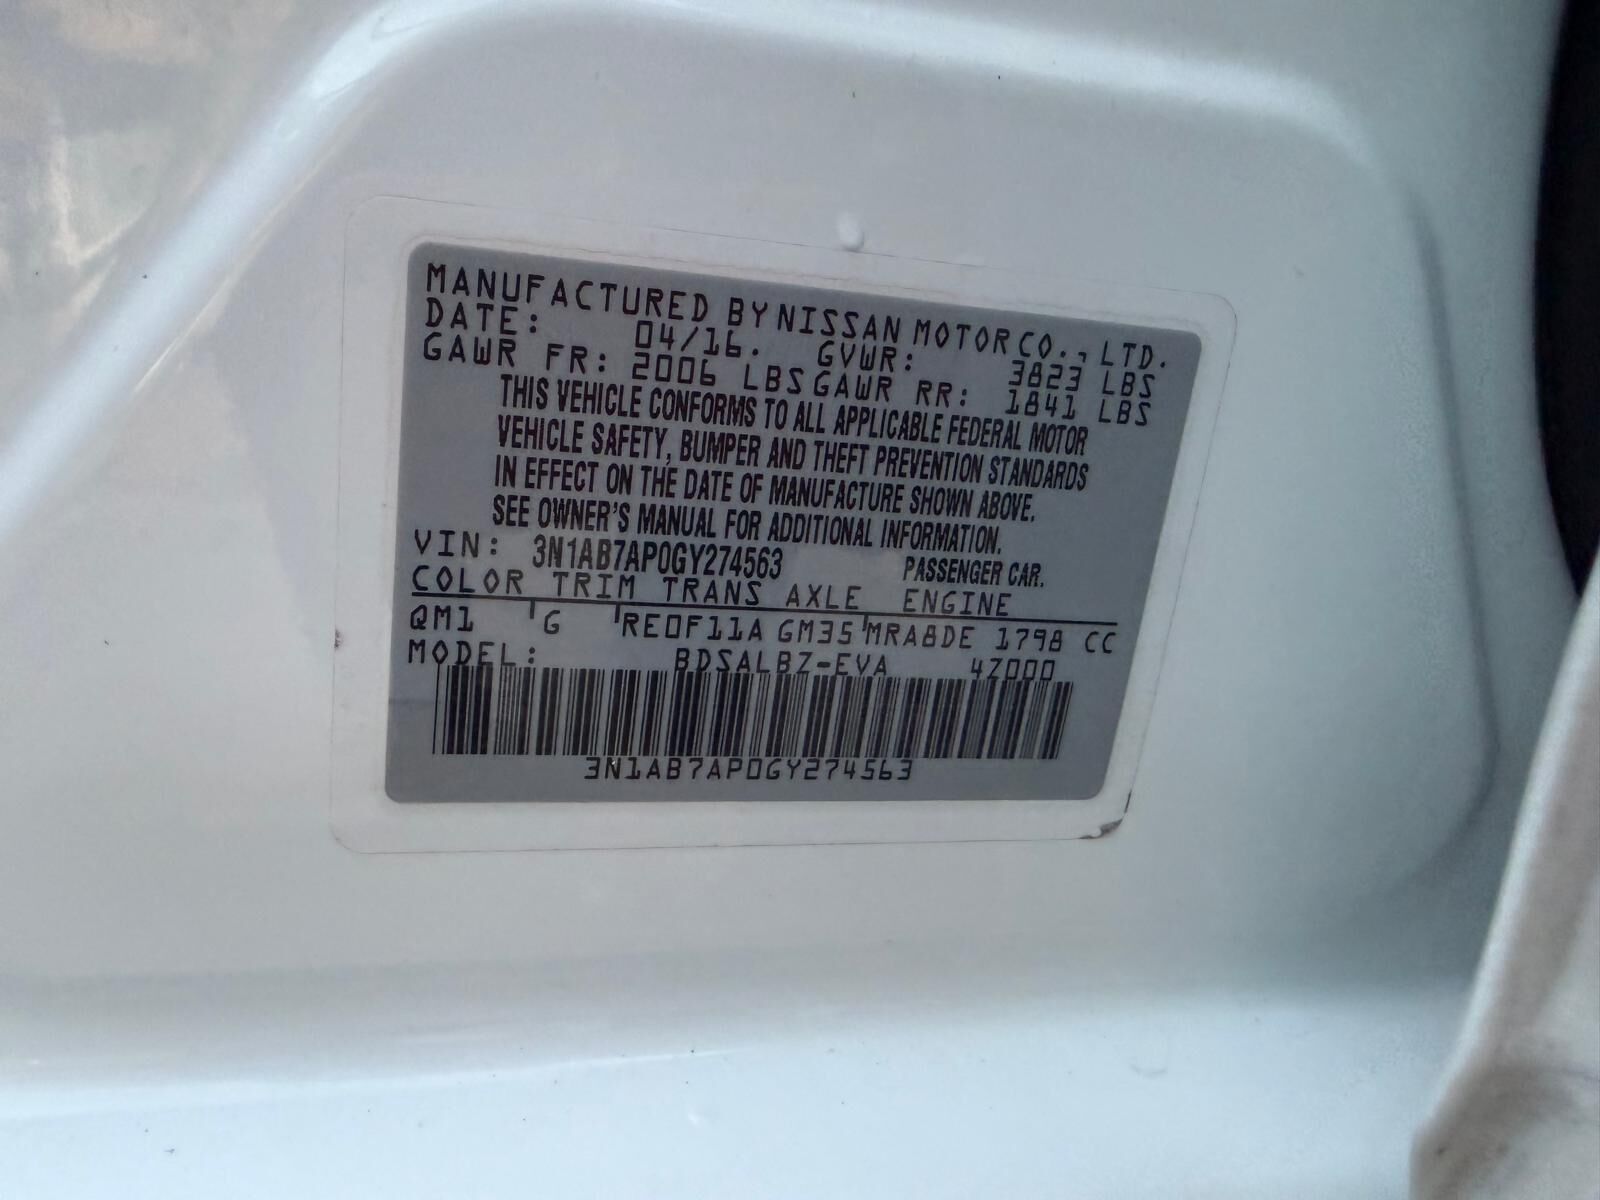 MANUFACTURED BY NISSAN MOTOR CO., LTD.
DATE: 04/16. GVWR: 3823 LBS
GAWR FR: 2006 LBS GAWR RR: 1841 LBS
THIS VEHICLE CONFORMS TO ALL APPLICABLE FEDERAL MOTOR
VEHICLE SAFETY, BUMPER AND THEFT PREVENTION STANDARDS
IN EFFECT ON THE DATE OF MANUFACTURE SHOWN ABOVE.
SEE OWNER'S MANUAL FOR ADDITIONAL INFORMATION.
VIN: 3N1AB7AP0GY274563 PASSENGER CAR.
COLOR TRIM TRANS AXLE ENGINE
QM1 G RE0F11A GM35 MRA8DE 1798 CC
MODEL: BDSALBZ-EVA 4Z000
3N1AB7AP0GY274563